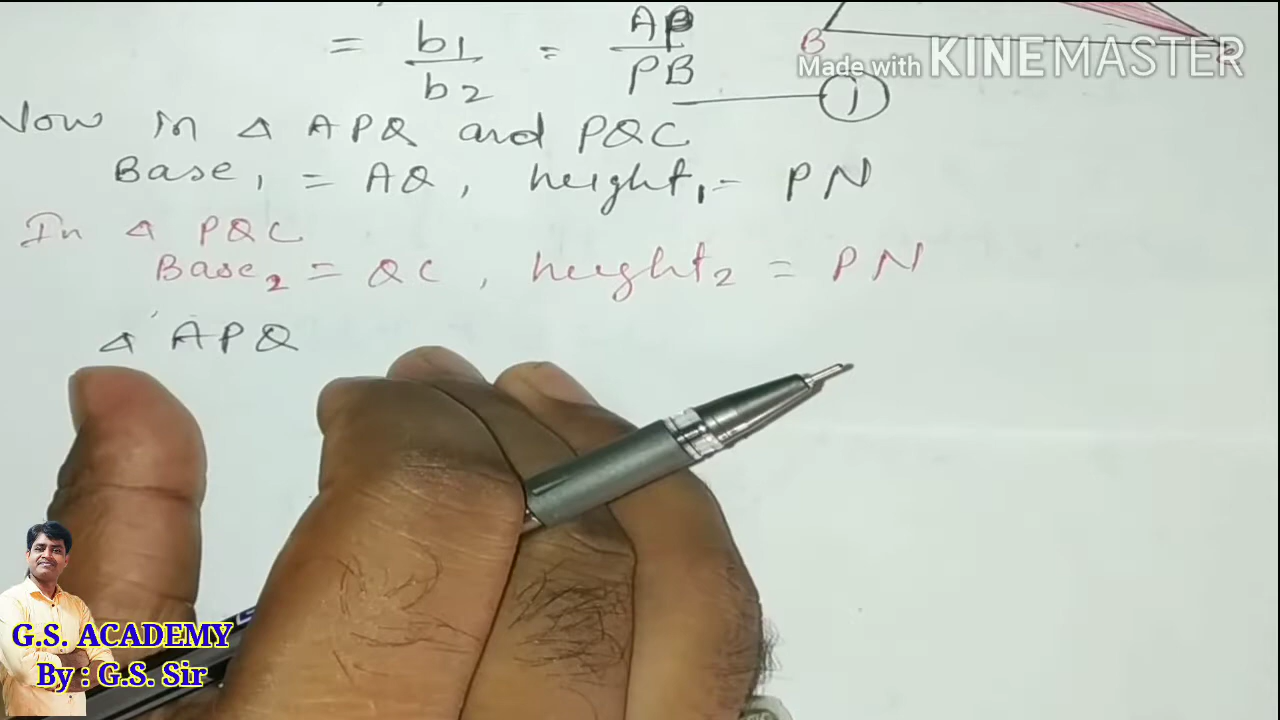 = b1/b2 = AP/PB
B
Made with KINEMASTER
1
Now in △ APQ and PQC
Base1 = AQ, height1 = PN
In △ PQC
Base2 = QC, height2 = PN
△ APQ
G.S. ACADEMY
By : G.S. Sir